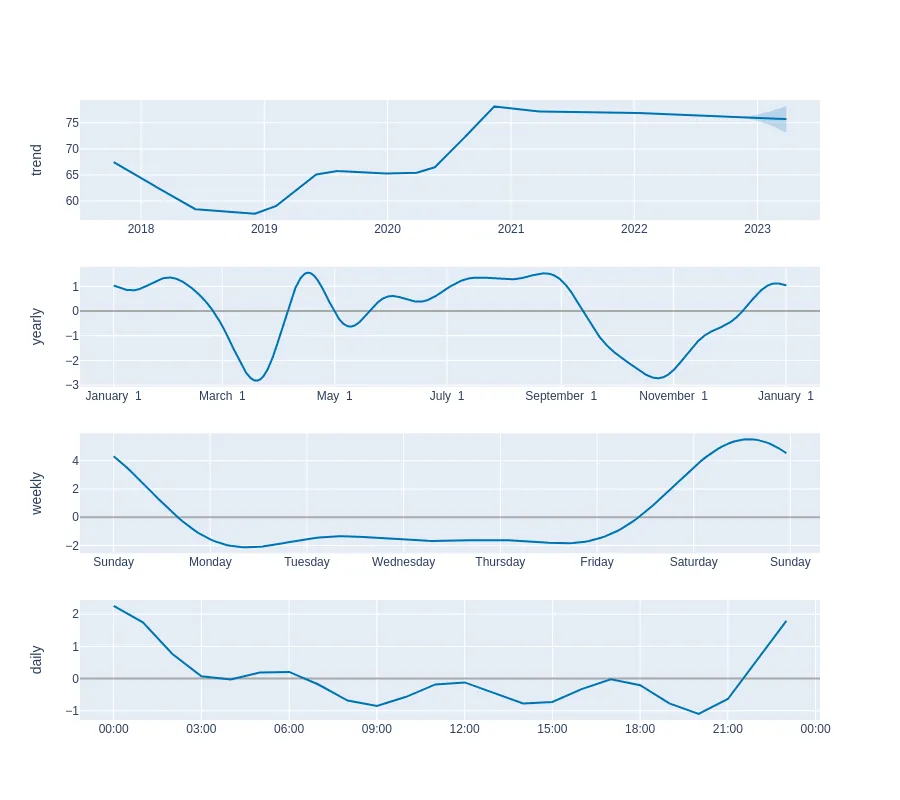 trend
75
70
65
60
2018 2019 2020 2021 2022 2023
yearly
1
0
−1
−2
−3
January 1 March 1 May 1 July 1 September 1 November 1 January 1
weekly
4
2
0
−2
Sunday Monday Tuesday Wednesday Thursday Friday Saturday Sunday
daily
2
1
0
−1
00:00 03:00 06:00 09:00 12:00 15:00 18:00 21:00 00:00